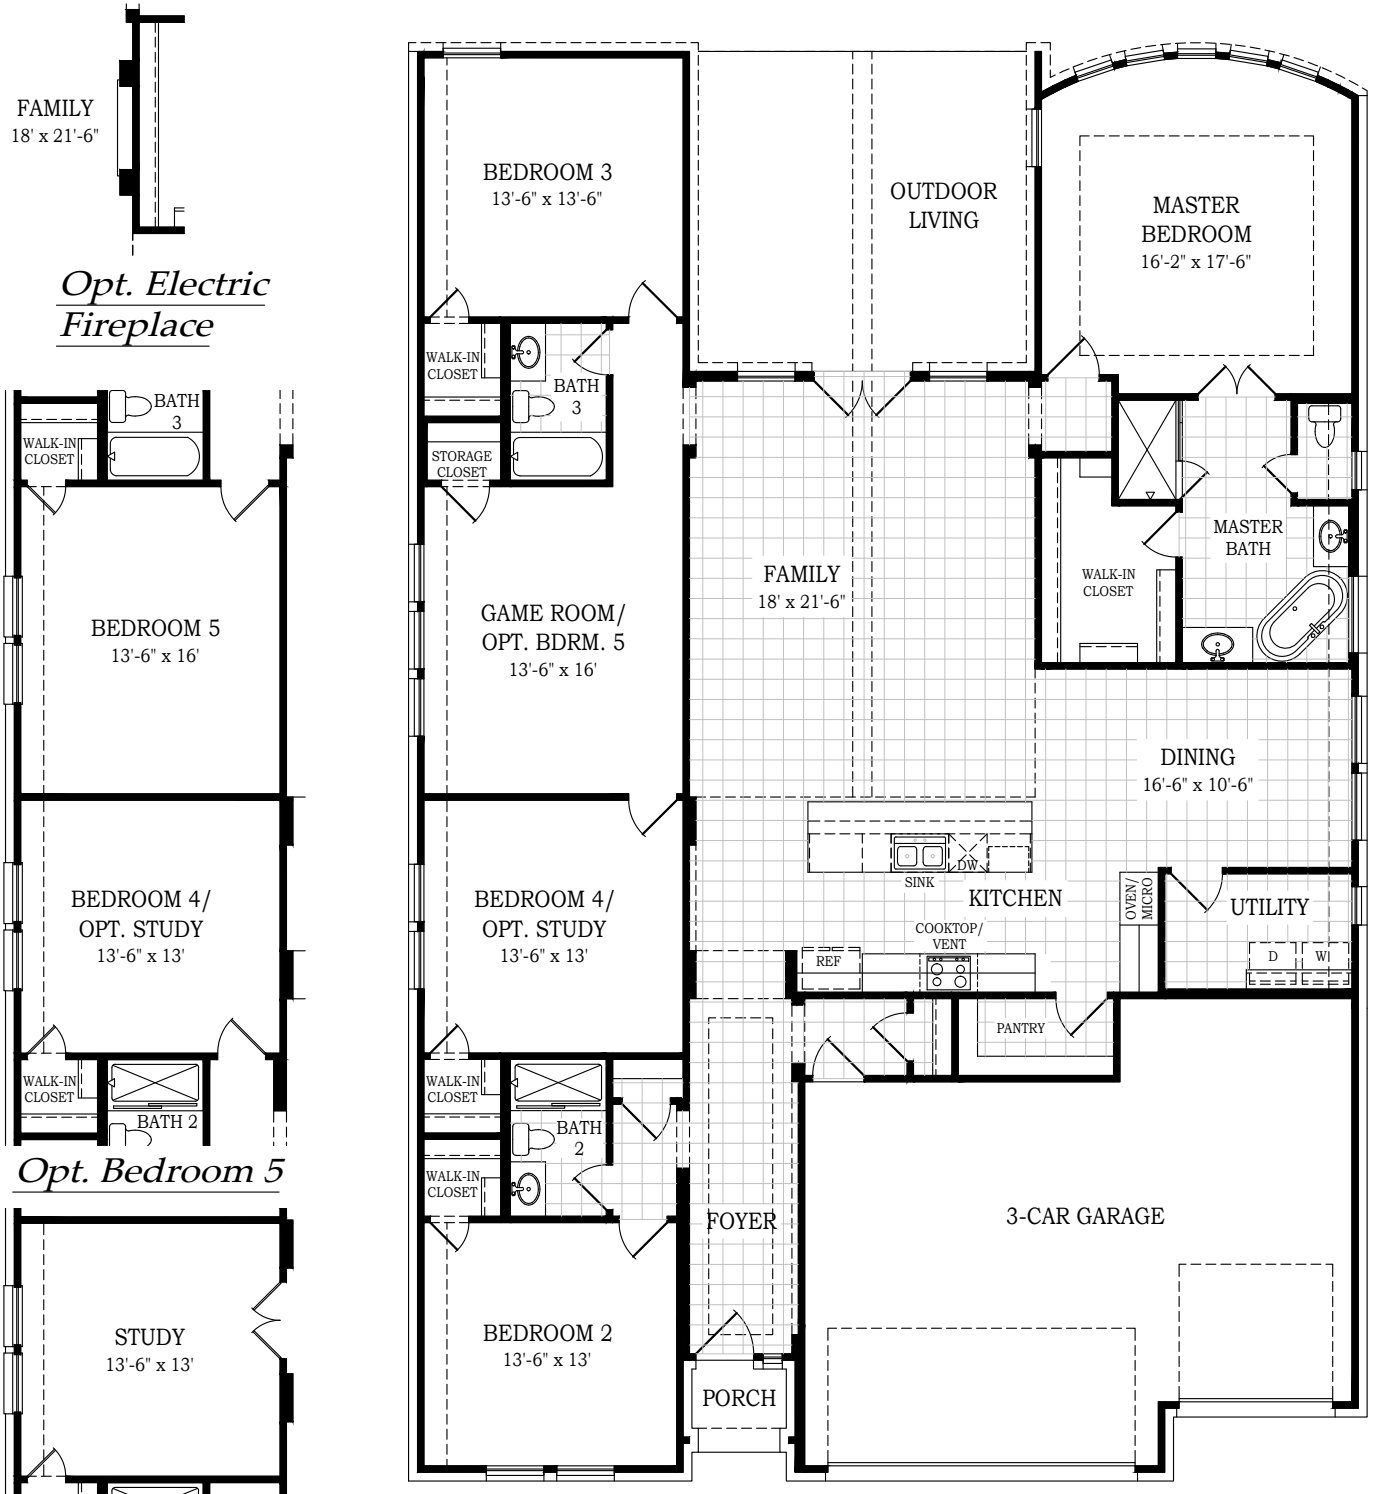 FAMILY
18' x 21'-6"
Opt. Electric
Fireplace
BATH
3
WALK-IN
CLOSET
BEDROOM 5
13'-6" x 16'
BEDROOM 4/
OPT. STUDY
13'-6" x 13'
WALK-IN
CLOSET
BATH 2
Opt. Bedroom 5
STUDY
13'-6" x 13'
BEDROOM 3
13'-6" x 13'-6"
OUTDOOR
LIVING
MASTER
BEDROOM
16'-2" x 17'-6"
WALK-IN
CLOSET
BATH
3
STORAGE
CLOSET
MASTER
BATH
FAMILY
18' x 21'-6"
WALK-IN
CLOSET
GAME ROOM/
OPT. BDRM. 5
13'-6" x 16'
DINING
16'-6" x 10'-6"
BEDROOM 4/
OPT. STUDY
13'-6" x 13'
DW
SINK
KITCHEN
OVEN/
MICRO
UTILITY
COOKTOP/
VENT
REF
D
W
PANTRY
WALK-IN
CLOSET
BATH
2
WALK-IN
CLOSET
FOYER
3-CAR GARAGE
BEDROOM 2
13'-6" x 13'
PORCH